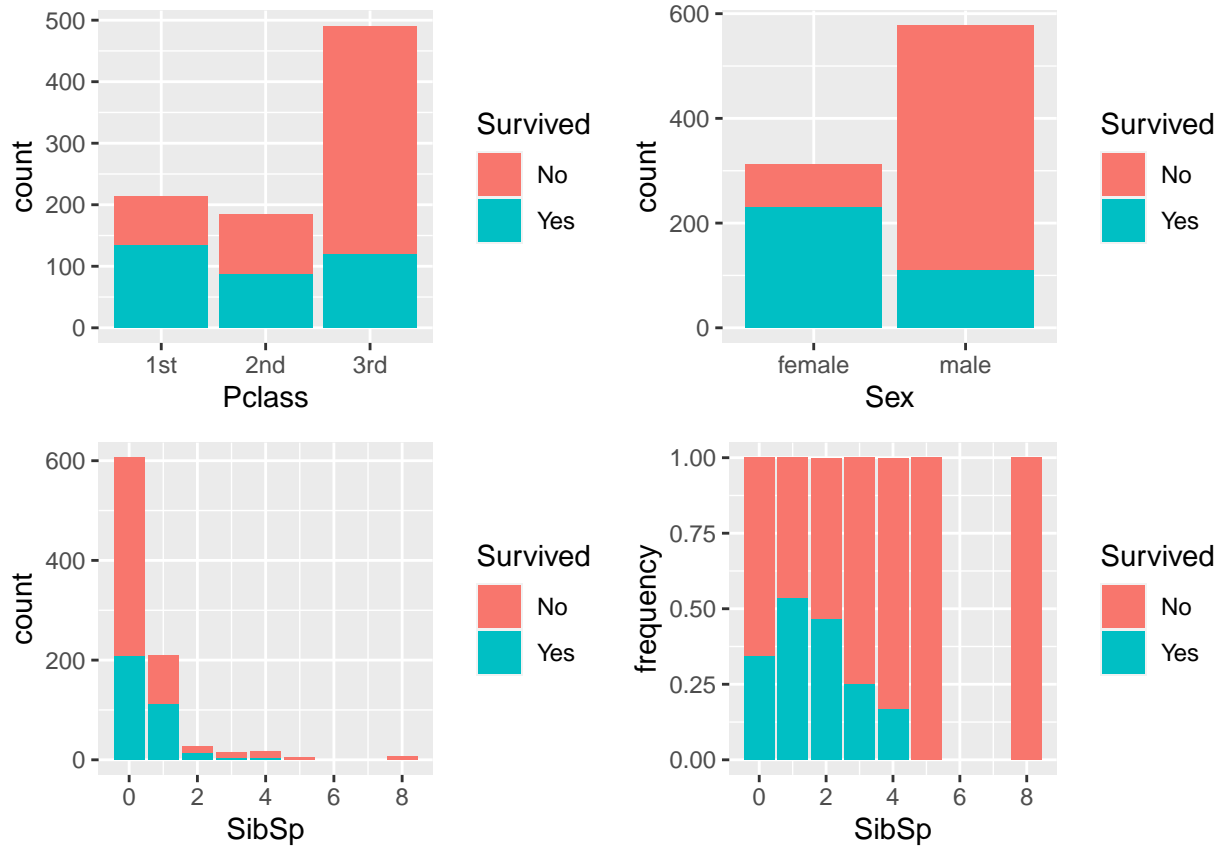 500
400
300
200
100
0
count
1st 2nd 3rd
Pclass
Survived
No
Yes
600
400
200
0
count
female male
Sex
Survived
No
Yes
600
400
200
0
count
0 2 4 6 8
SibSp
Survived
No
Yes
1.00
0.75
0.50
0.25
0.00
frequency
0 2 4 6 8
SibSp
Survived
No
Yes